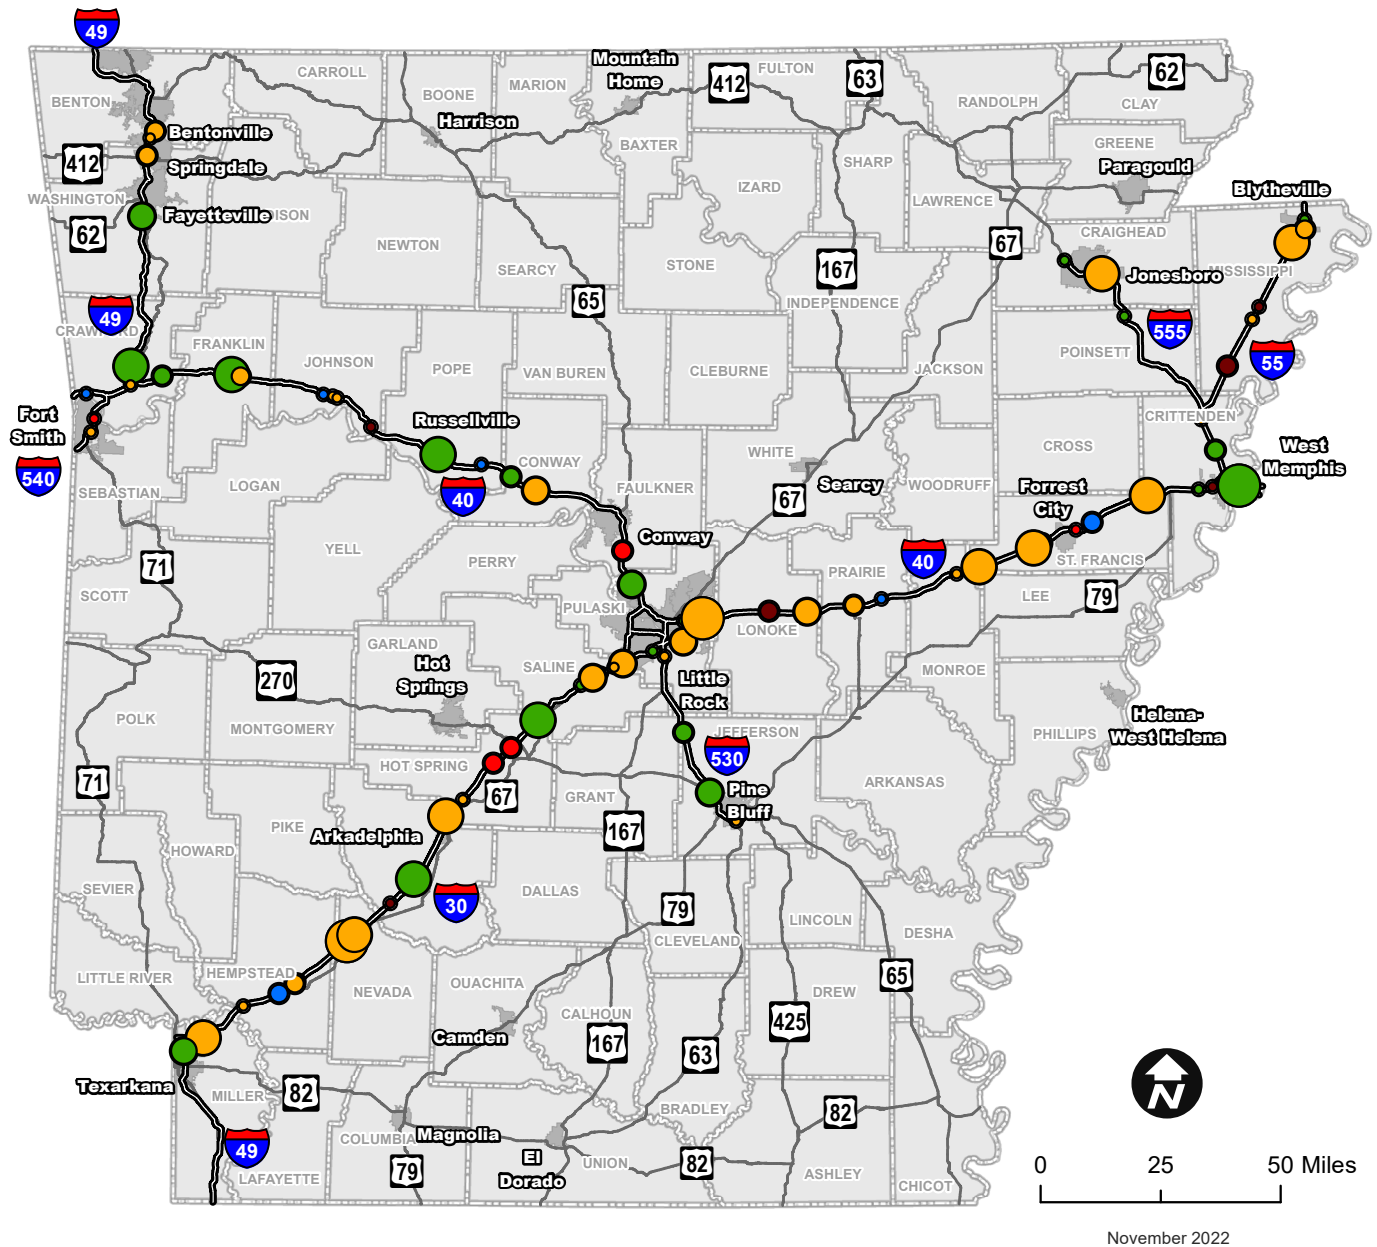 49
CARROLL
BOONE
MARION
Mountain
Home
FULTON
412
63
62
BENTON
Harrison
BAXTER
RANDOLPH
CLAY
GREENE
Bentonville
412
Springdale
IZARD
SHARP
Paragould
WASHINGTON
LAWRENCE
Blytheville
62
Fayetteville
DISON
NEWTON
SEARCY
STONE
167
67
CRAIGHEAD
Jonesboro
MISSISSIPPI
65
INDEPENDENCE
49
CRAWFORD
FRANKLIN
JOHNSON
POPE
VAN BUREN
CLEBURNE
JACKSON
POINSETT
555
55
Fort
Smith
540
Russellville
CRITTENDEN
CROSS
West
Memphis
SEBASTIAN
LOGAN
40
CONWAY
FAULKNER
WHITE
67
Searcy
WOODRUFF
Forrest
City
YELL
Conway
PERRY
40
ST. FRANCIS
71
SCOTT
PULASKI
PRAIRIE
LEE
79
LONOKE
GARLAND
Hot
Springs
SALINE
Little
Rock
MONROE
270
POLK
MONTGOMERY
JEFFERSON
530
PHILLIPS
Helena-
West Helena
71
HOT SPRING
67
GRANT
Pine
Bluff
ARKANSAS
PIKE
Arkadelphia
167
HOWARD
SEVIER
DALLAS
30
79
LINCOLN
CLEVELAND
DESHA
LITTLE RIVER
HEMPSTEAD
NEVADA
OUACHITA
65
DREW
CALHOUN
425
Camden
167
63
Texarkana
MILLER
82
BRADLEY
82
COLUMBIA
Magnolia
49
79
El
Dorado
UNION
82
LAFAYETTE
ASHLEY
CHICOT
N
0 25 50 Miles
November 2022